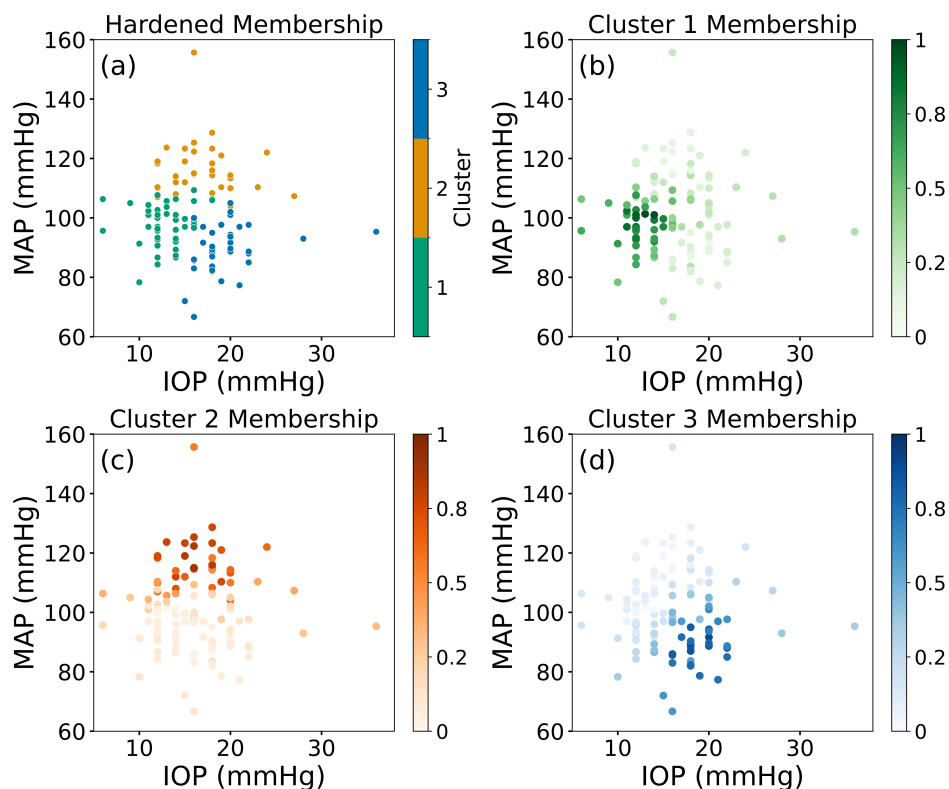 Hardened Membership
(a)
160
140
120
100
80
60
MAP (mmHg)
10 20 30
IOP (mmHg)
3
2
1
Cluster
Cluster 1 Membership
(b)
160
140
120
100
80
60
MAP (mmHg)
10 20 30
IOP (mmHg)
1
0.8
0.5
0.2
0
Cluster 2 Membership
(c)
160
140
120
100
80
60
MAP (mmHg)
10 20 30
IOP (mmHg)
1
0.8
0.5
0.2
0
Cluster 3 Membership
(d)
160
140
120
100
80
60
MAP (mmHg)
10 20 30
IOP (mmHg)
1
0.8
0.5
0.2
0